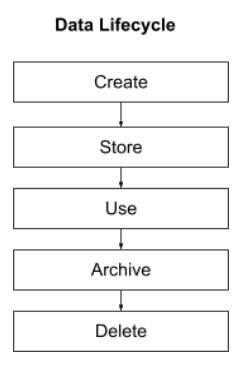 Data Lifecycle
Create
Store
Use
Archive
Delete